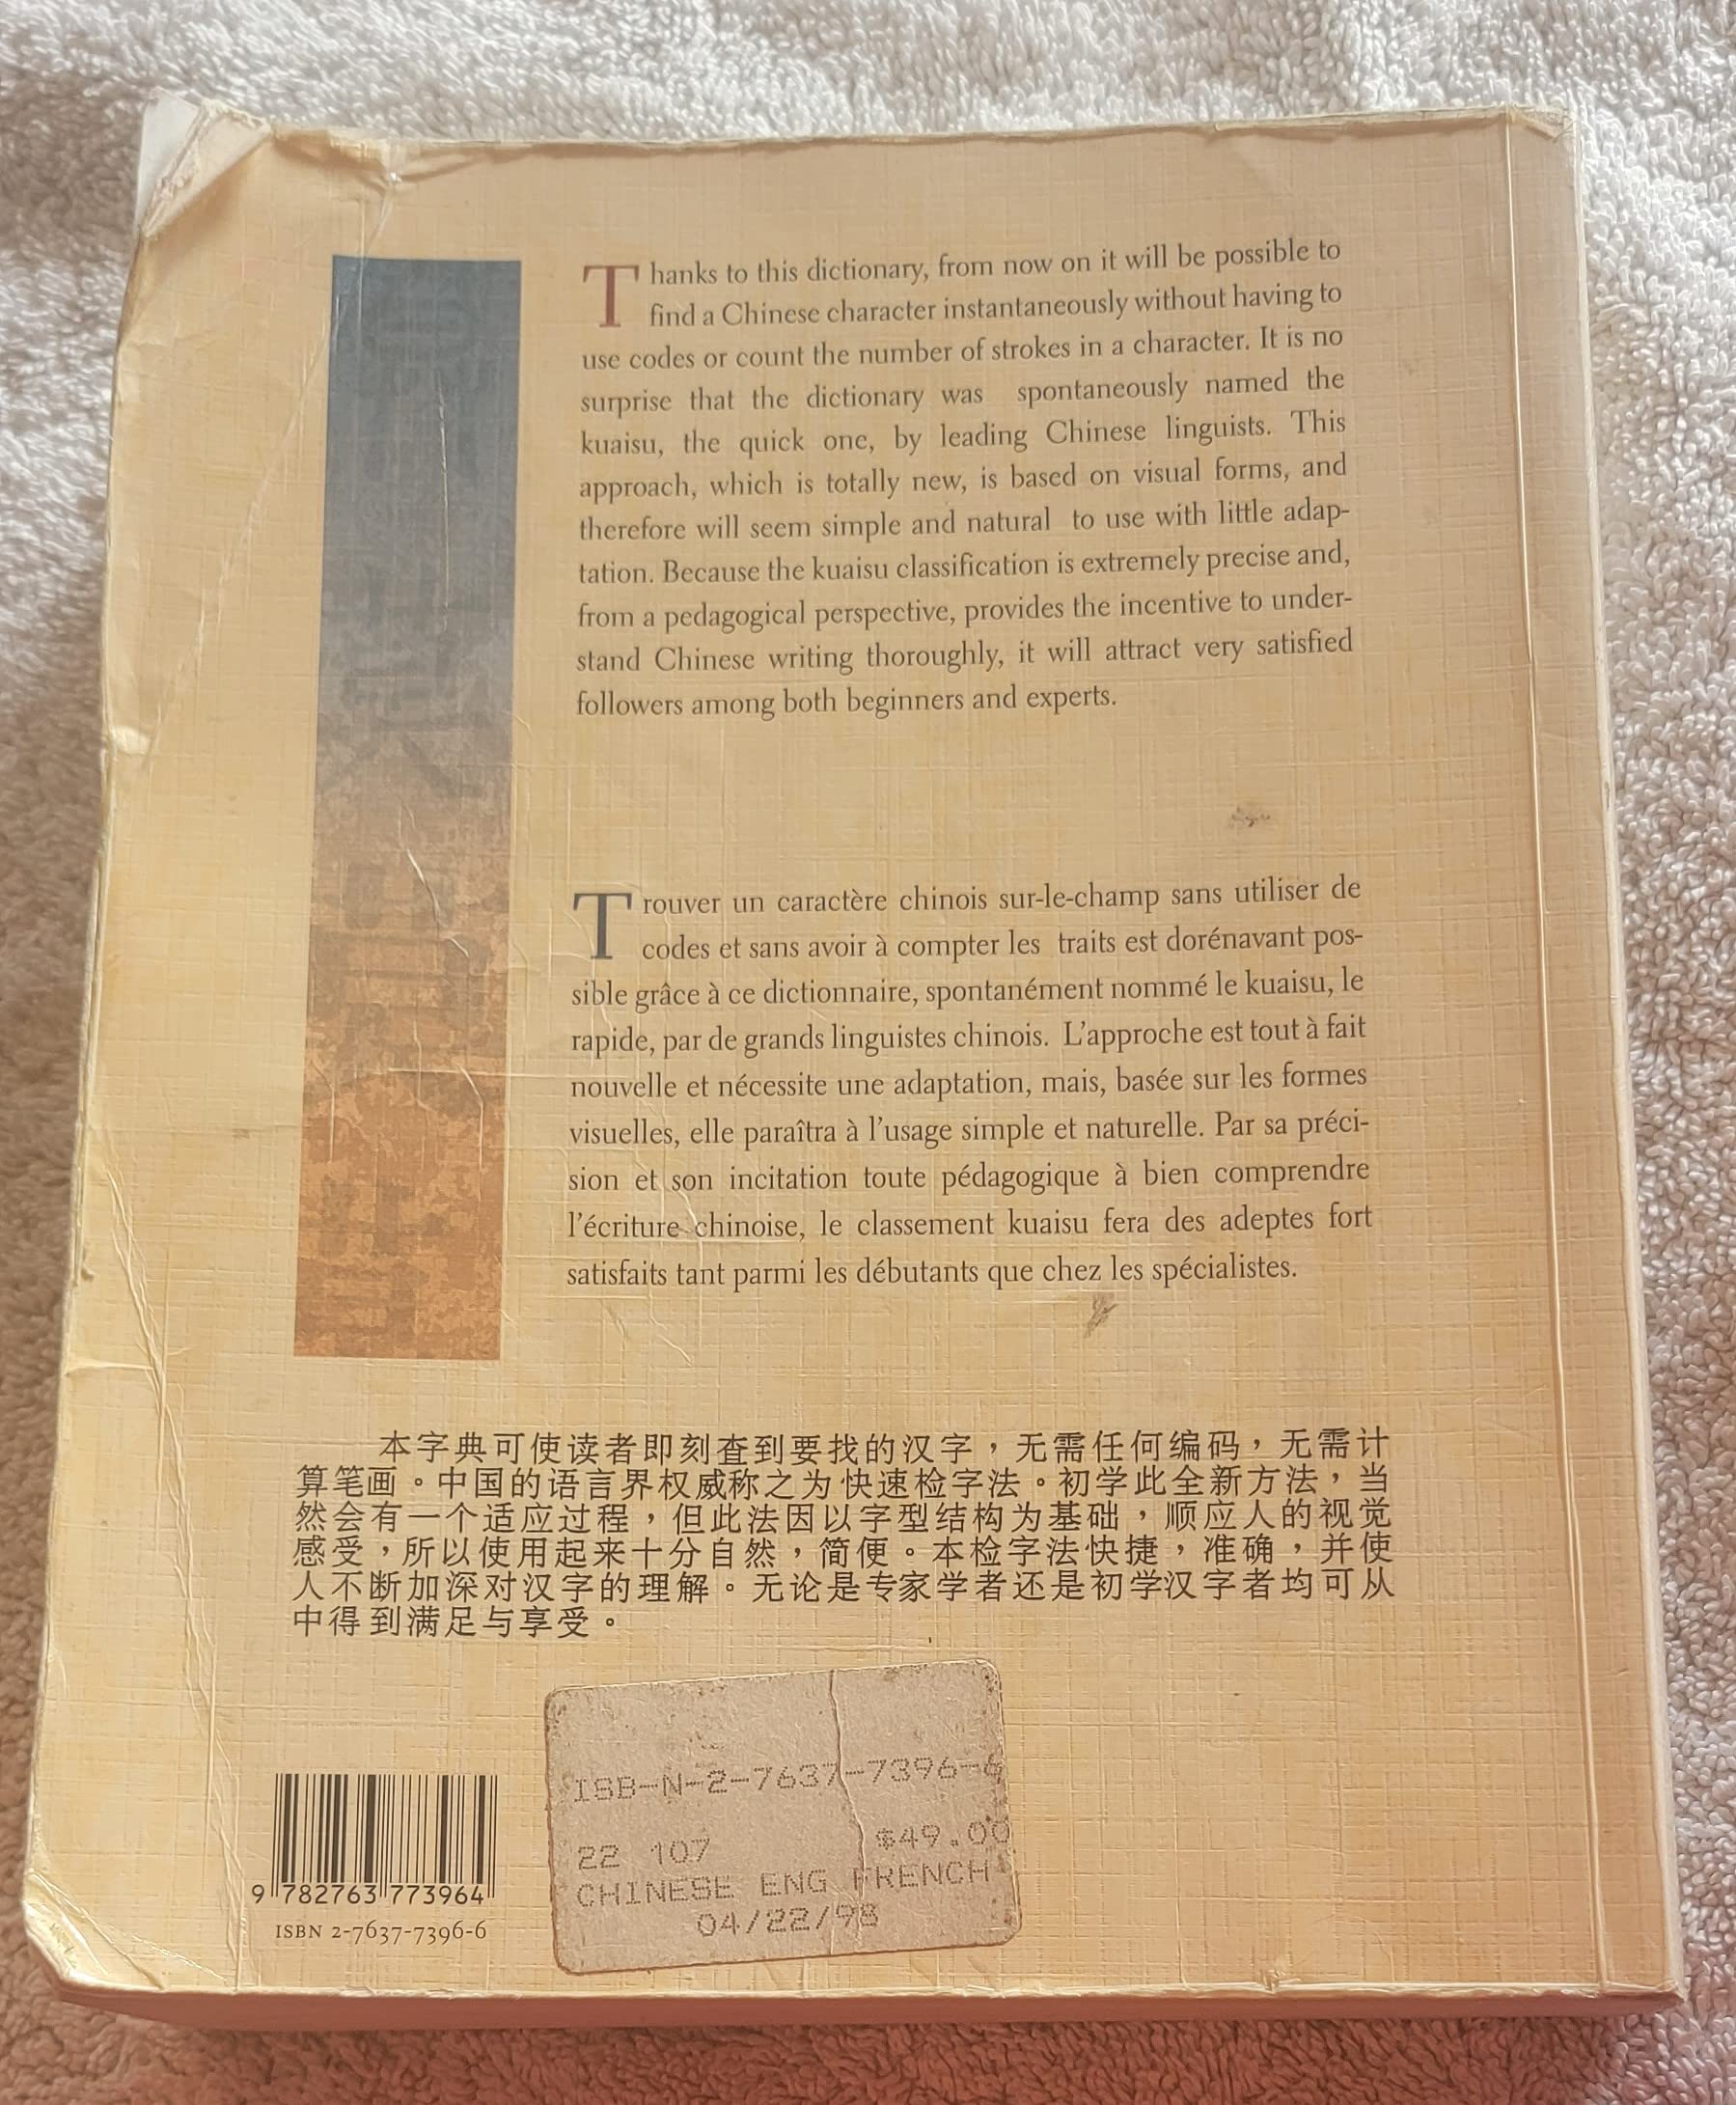 Thanks to this dictionary, from now on it will be possible to
find a Chinese character instantaneously without having to
use codes or count the number of strokes in a character. It is no
surprise that the dictionary was spontaneously named the
kuaisu, the quick one, by leading Chinese linguists. This
approach, which is totally new, is based on visual forms, and
therefore will seem simple and natural to use with little adap-
tation. Because the kuaisu classification is extremely precise and,
from a pedagogical perspective, provides the incentive to under-
stand Chinese writing thoroughly, it will attract very satisfied
followers among both beginners and experts.
Trouver un caractère chinois sur-le-champ sans utiliser de
codes et sans avoir à compter les traits est dorénavant pos-
sible grâce à ce dictionnaire, spontanément nommé le kuaisu, le
rapide, par de grands linguistes chinois. L'approche est tout à fait
nouvelle et nécessite une adaptation, mais, basée sur les formes
visuelles, elle paraîtra à l'usage simple et naturelle. Par sa préci-
sion et son incitation toute pédagogique à bien comprendre
l'écriture chinoise, le classement kuaisu fera des adeptes fort
satisfaits tant parmi les débutants que chez les spécialistes.
本字典可使读者即刻查到要找的汉字，无需任何编码，无需计
算笔画。中国的语言界权威称之为快速检字法。初学此全新方法，当
然会有一个适应过程，但此法因以字型结构为基础，顺应人的视觉
感受，所以使用起来十分自然，简便。本检字法快捷，准确，并使
人不断加深对汉字的理解。无论是专家学者还是初学汉字者均可从
中得到满足与享受。
ISB-N-2-7637-7396-6
22 107 $49.00
CHINESE ENG FRENCH
04/22/98
9 782763 773964
ISBN 2-7637-7396-6